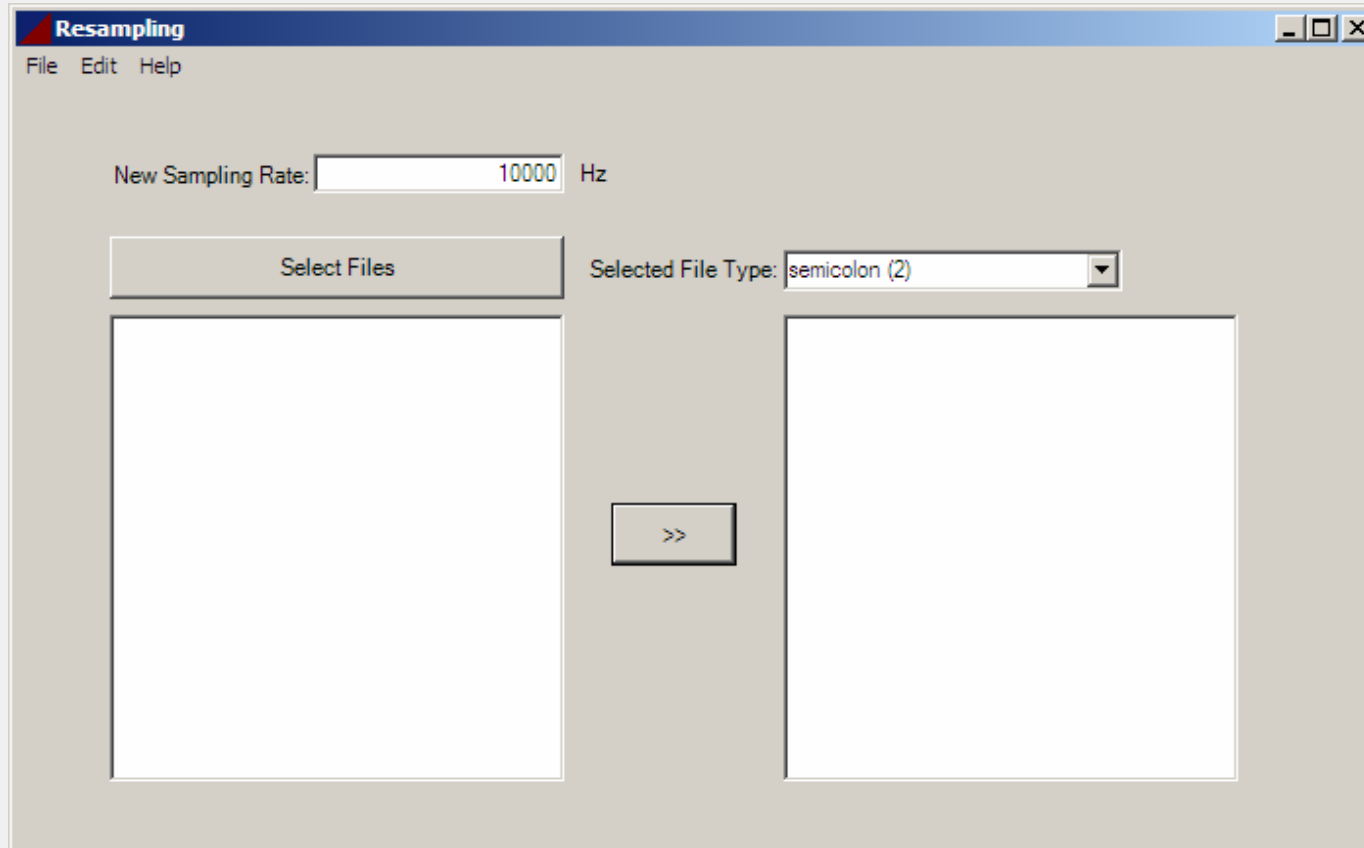 Resampling
File Edit Help
New Sampling Rate: 10000 Hz
Select Files
Selected File Type: semicolon (2)
>>